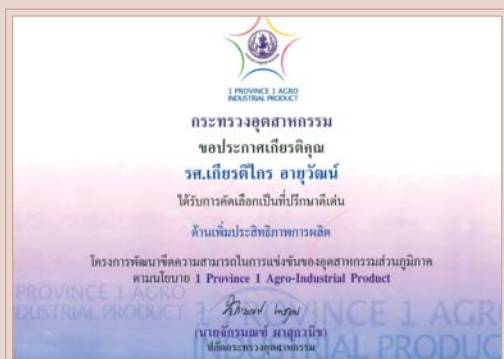 1 PROVINCE 1 AGRO
INDUSTRIAL PRODUCT
กระทรวงอุตสาหกรรม
ขอประกาศเกียรติคุณ
รศ.เกียรติไกร อายุวัฒน์
ได้รับการคัดเลือกเป็นที่ปรึกษาดีเด่น
ด้านเพิ่มประสิทธิภาพการผลิต
โครงการพัฒนาขีดความสามารถในการแข่งขันของอุตสาหกรรมส่วนภูมิภาค
ตามนโยบาย 1 Province 1 Agro-Industrial Product
PROVINCE 1 AGRO
DUSTRIAL PRODUCT
(นายจักรมณฑ์ ผาสุกวนิช)
ปลัดกระทรวงอุตสาหกรรม